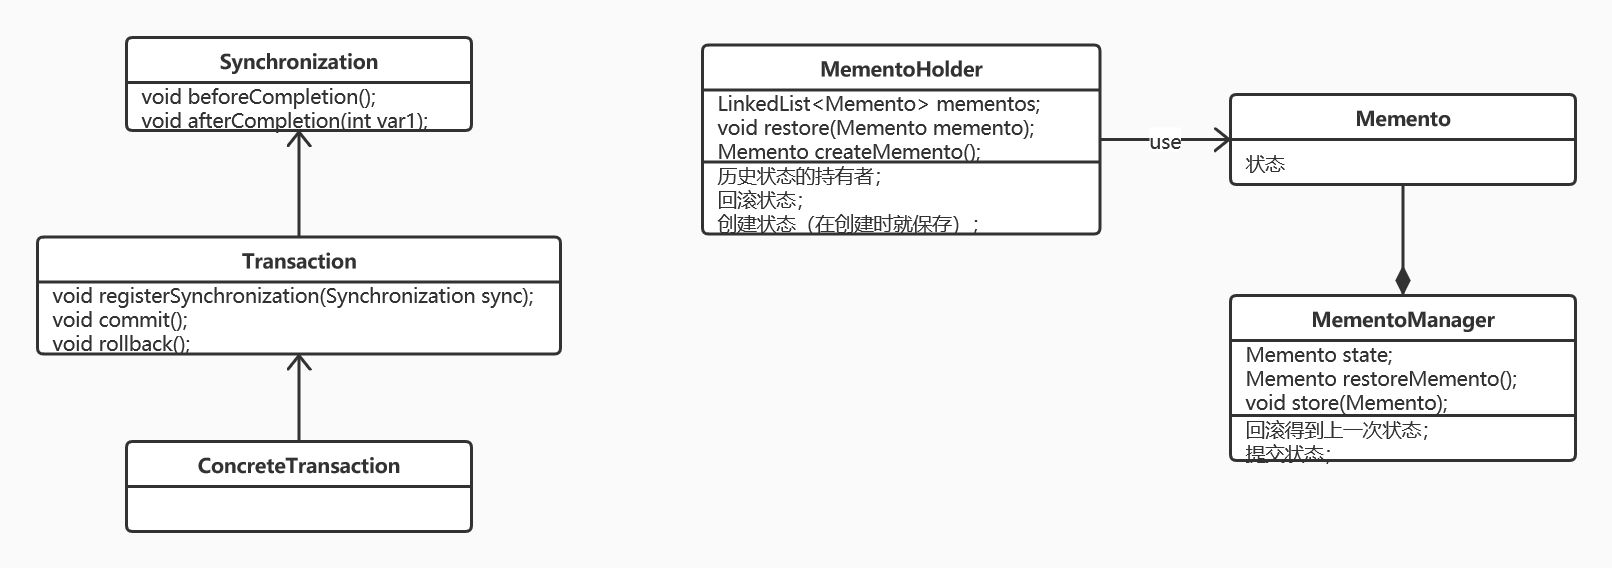 Synchronization
void beforeCompletion();
void afterCompletion(int var1);
Transaction
void registerSynchronization(Synchronization sync);
void commit();
void rollback();
ConcreteTransaction
MementoHolder
LinkedList<Memento> mementos;
void restore(Memento memento);
Memento createMemento();
历史状态的持有者；
回滚状态；
创建状态（在创建时就保存）；
use
Memento
状态
MementoManager
Memento state;
Memento restoreMemento();
void store(Memento);
回滚得到上一次状态；
提交状态；